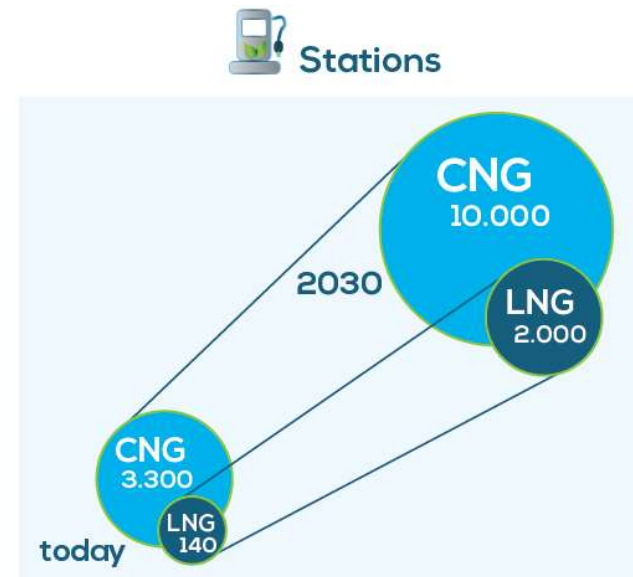 Stations
CNG
10.000
2030
LNG
2.000
CNG
3.300
LNG
140
today